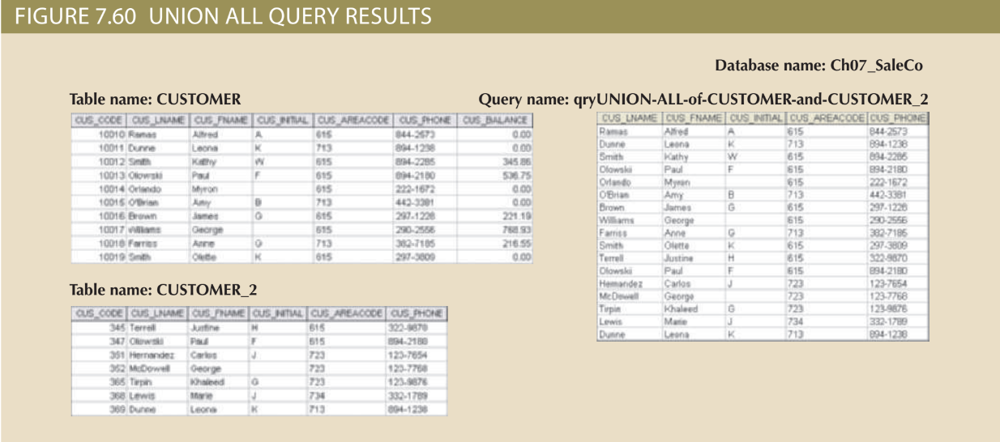 FIGURE 7.60 UNION ALL QUERY RESULTS
Database name: Ch07_SaleCo
Table name: CUSTOMER
CUS_CODE CUS_LNAME CUS_FNAME CUS_INITIAL CUS_AREACODE CUS_PHONE CUS_BALANCE
10010 Ramas Alfred A 615 844-2573 0.00
10011 Dunne Leona K 713 894-1238 0.00
10012 Smith Kathy W 615 894-2285 345.86
10013 Olowski Paul F 615 894-2180 536.75
10014 Orlando Myron 615 222-1672 0.00
10015 O'Brian Amy B 713 442-3381 0.00
10016 Brown James G 615 297-1228 221.19
10017 Williams George 615 290-2556 768.93
10018 Farriss Anne G 713 382-7185 216.55
10019 Smith Olette K 615 297-3809 0.00
Table name: CUSTOMER_2
CUS_CODE CUS_LNAME CUS_FNAME CUS_INITIAL CUS_AREACODE CUS_PHONE
345 Terrell Justine H 615 322-9870
347 Olowski Paul F 615 894-2180
351 Hernandez Carlos J 723 123-7654
352 McDowell George 723 123-7768
365 Tirpin Khaleed G 723 123-9876
368 Lewis Marie J 734 332-1789
369 Dunne Leona K 713 894-1238
Query name: qryUNION-ALL-of-CUSTOMER-and-CUSTOMER_2
CUS_LNAME CUS_FNAME CUS_INITIAL CUS_AREACODE CUS_PHONE
Ramas Alfred A 615 844-2573
Dunne Leona K 713 894-1238
Smith Kathy W 615 894-2285
Olowski Paul F 615 894-2180
Orlando Myron 615 222-1672
O'Brian Amy B 713 442-3381
Brown James G 615 297-1228
Williams George 615 290-2556
Farriss Anne G 713 382-7185
Smith Olette K 615 297-3809
Terrell Justine H 615 322-9870
Olowski Paul F 615 894-2180
Hernandez Carlos J 723 123-7654
McDowell George 723 123-7768
Tirpin Khaleed G 723 123-9876
Lewis Marie J 734 332-1789
Dunne Leona K 713 894-1238